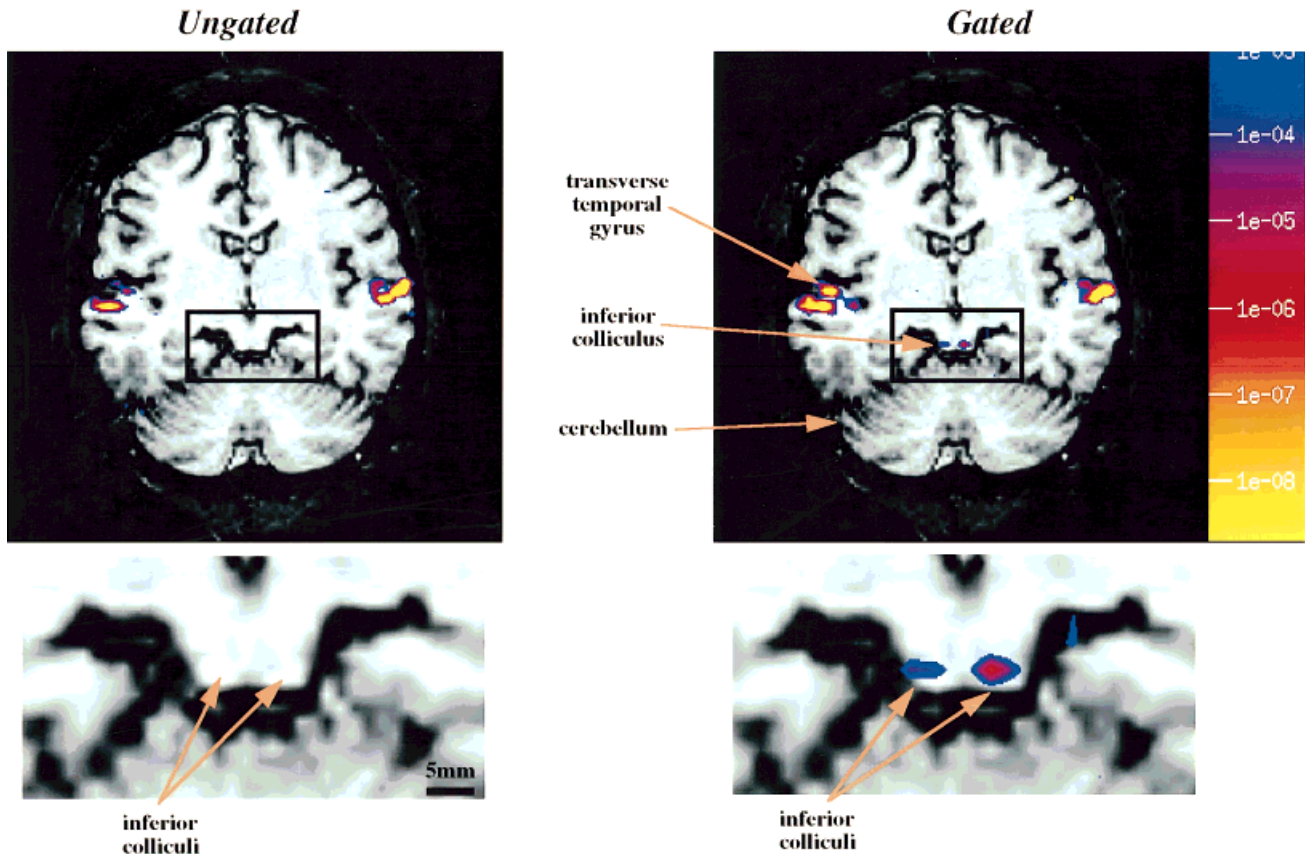 Ungated
Gated
1e-03
1e-04
1e-05
1e-06
1e-07
1e-08
transverse
temporal
gyrus
inferior
colliculus
cerebellum
5mm
inferior
colliculi
inferior
colliculi